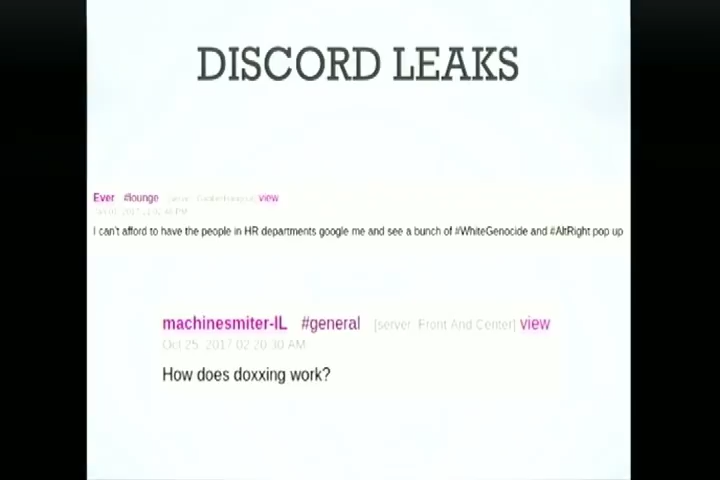 DISCORD LEAKS
Ever #lounge [server view
I can't afford to have the people in HR departments google me and see a bunch of #WhiteGenocide and #AltRight pop up
machinesmiter-IL #general [server Front And Center] view
Oct 25, 2017 02:20:30 AM
How does doxxing work?